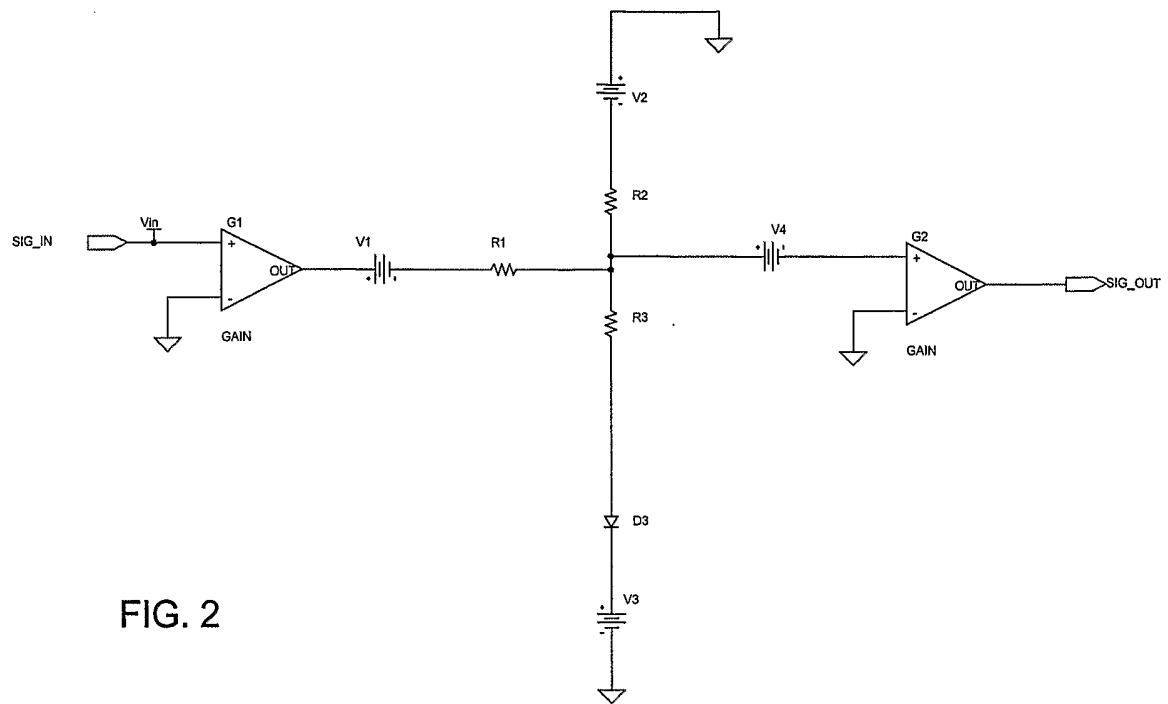 V2
R2
SIG_IN
Vin
G1
+
OUT
-
GAIN
V1
+
-
R1
V4
+
-
G2
+
OUT
-
GAIN
SIG_OUT
R3
D3
V3
+
-
FIG. 2